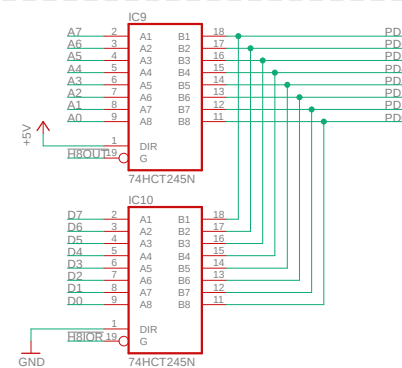 IC9
A7 2 A1 B1 18 PD
A6 3 A2 B2 17 PD
A5 4 A3 B3 16 PD
A4 5 A4 B4 15 PD
A3 6 A5 B5 14 PD
A2 7 A6 B6 13 PD
A1 8 A7 B7 12 PD
A0 9 A8 B8 11 PD
+5V
1 DIR
H8OUT 19 G
74HCT245N
IC10
D7 2 A1 B1 18
D6 3 A2 B2 17
D5 4 A3 B3 16
D4 5 A4 B4 15
D3 6 A5 B5 14
D2 7 A6 B6 13
D1 8 A7 B7 12
D0 9 A8 B8 11
1 DIR
H8IOR 19 G
GND
74HCT245N